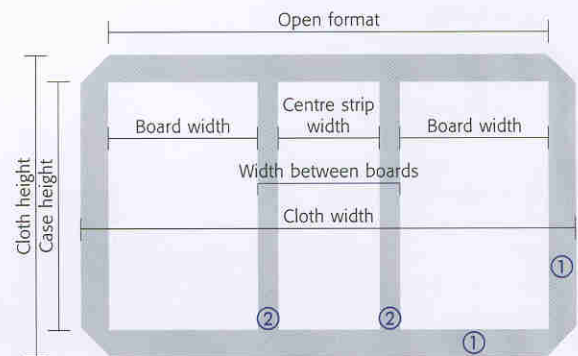 Open format
Centre strip
width
Board width
Board width
Width between boards
Cloth width
Cloth height
Case height
①
②
②
①